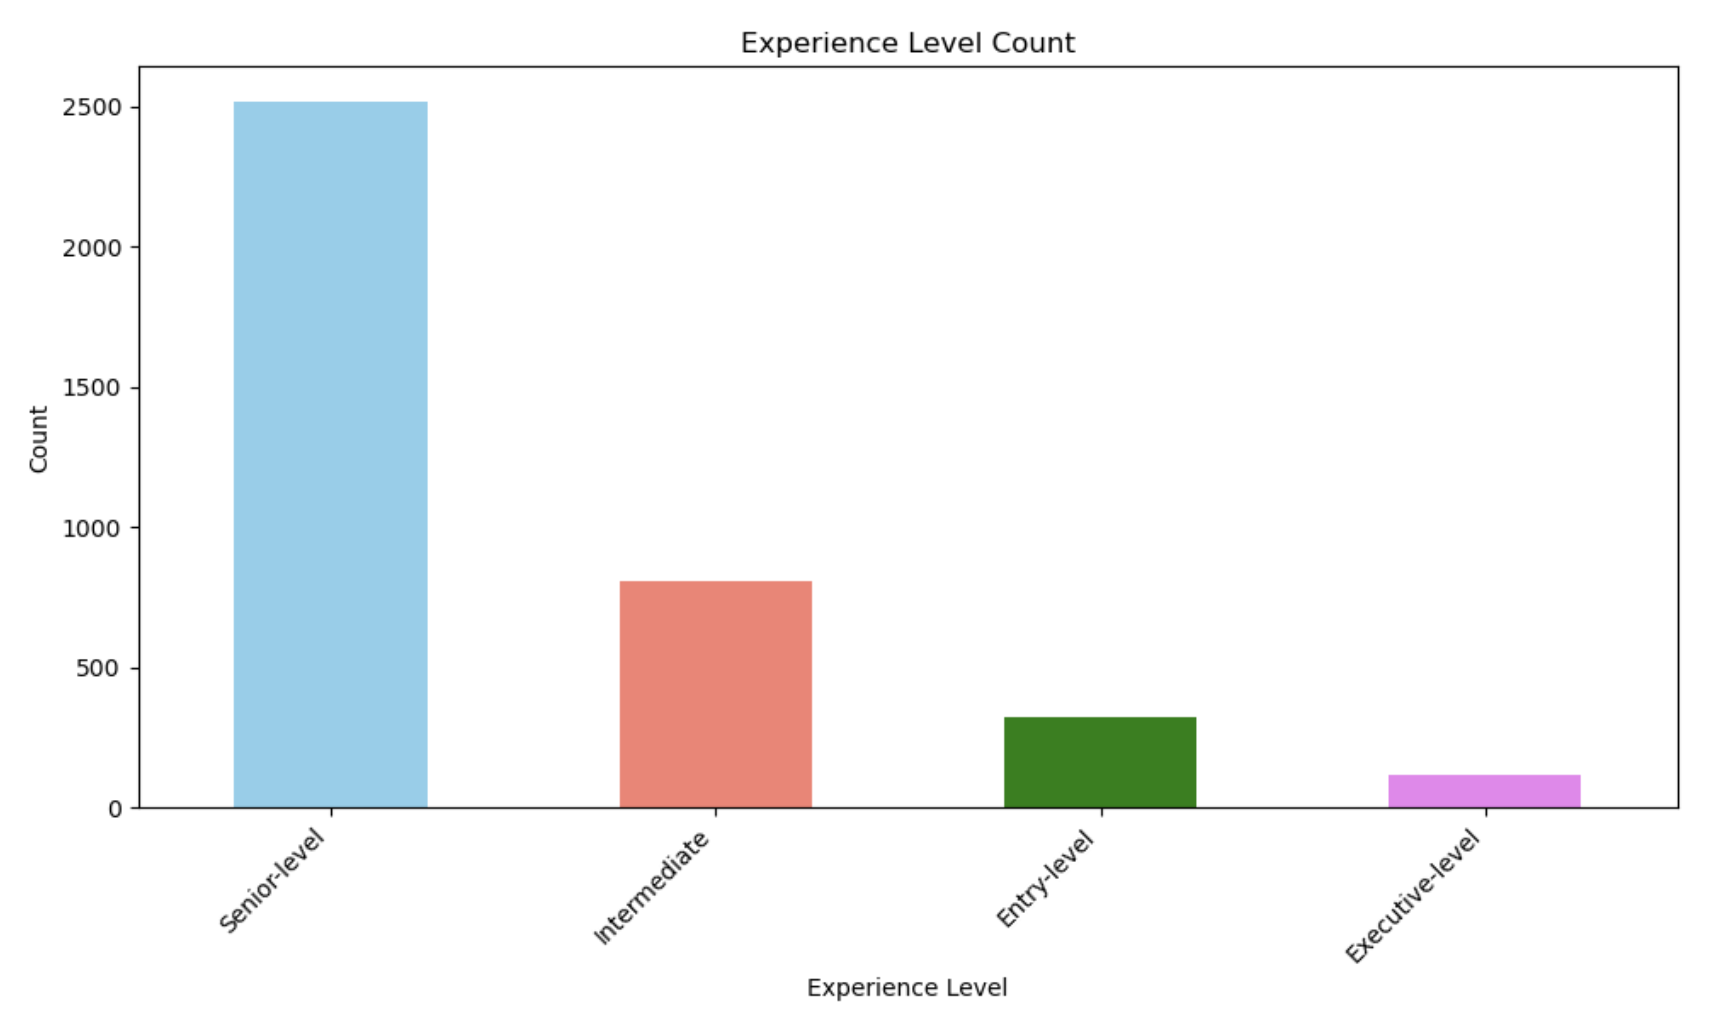 Experience Level Count
Count
2500
2000
1500
1000
500
0
Senior-level
Intermediate
Entry-level
Executive-level
Experience Level